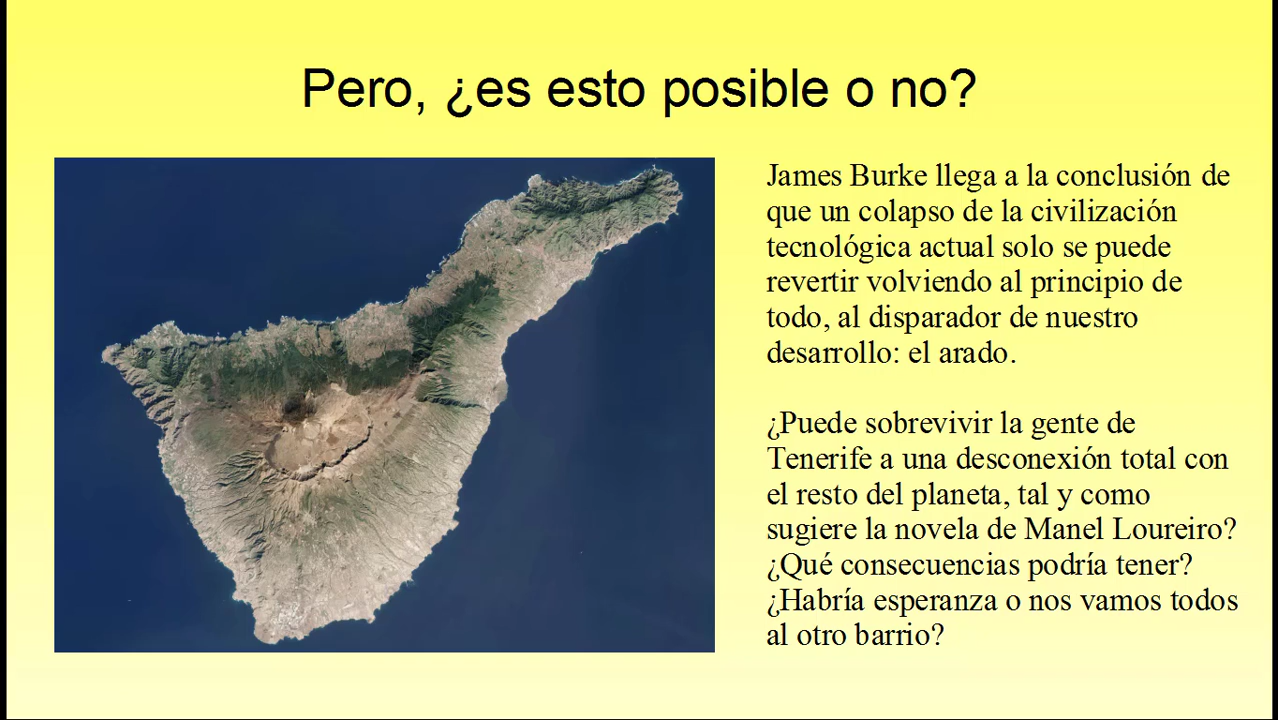 Pero, ¿es esto posible o no?
James Burke llega a la conclusión de
que un colapso de la civilización
tecnológica actual solo se puede
revertir volviendo al principio de
todo, al disparador de nuestro
desarrollo: el arado.
¿Puede sobrevivir la gente de
Tenerife a una desconexión total con
el resto del planeta, tal y como
sugiere la novela de Manel Loureiro?
¿Qué consecuencias podría tener?
¿Habría esperanza o nos vamos todos
al otro barrio?